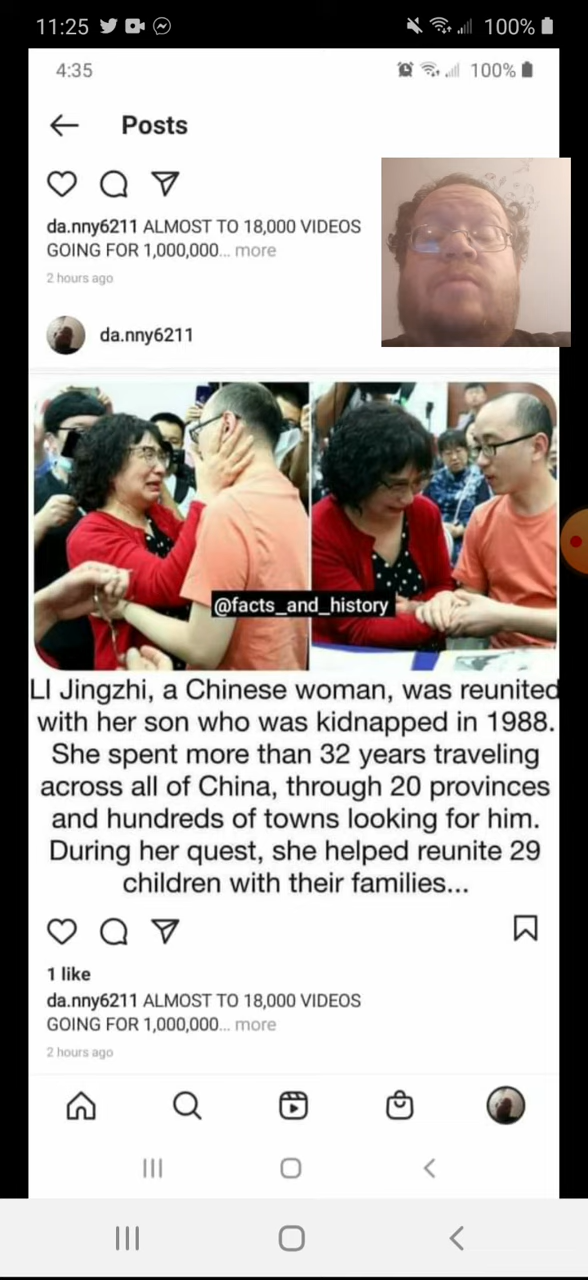 11:25 100%
4:35 100%
Posts
da.nny6211 ALMOST TO 18,000 VIDEOS
GOING FOR 1,000,000... more
2 hours ago
da.nny6211
@facts_and_history
LI Jingzhi, a Chinese woman, was reunited
with her son who was kidnapped in 1988.
She spent more than 32 years traveling
across all of China, through 20 provinces
and hundreds of towns looking for him.
During her quest, she helped reunite 29
children with their families...
1 like
da.nny6211 ALMOST TO 18,000 VIDEOS
GOING FOR 1,000,000... more
2 hours ago